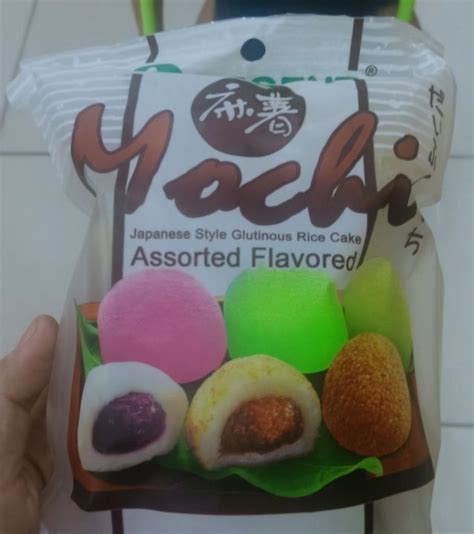 麻薯
Mochi
Japanese Style Glutinous Rice Cake
Assorted Flavored